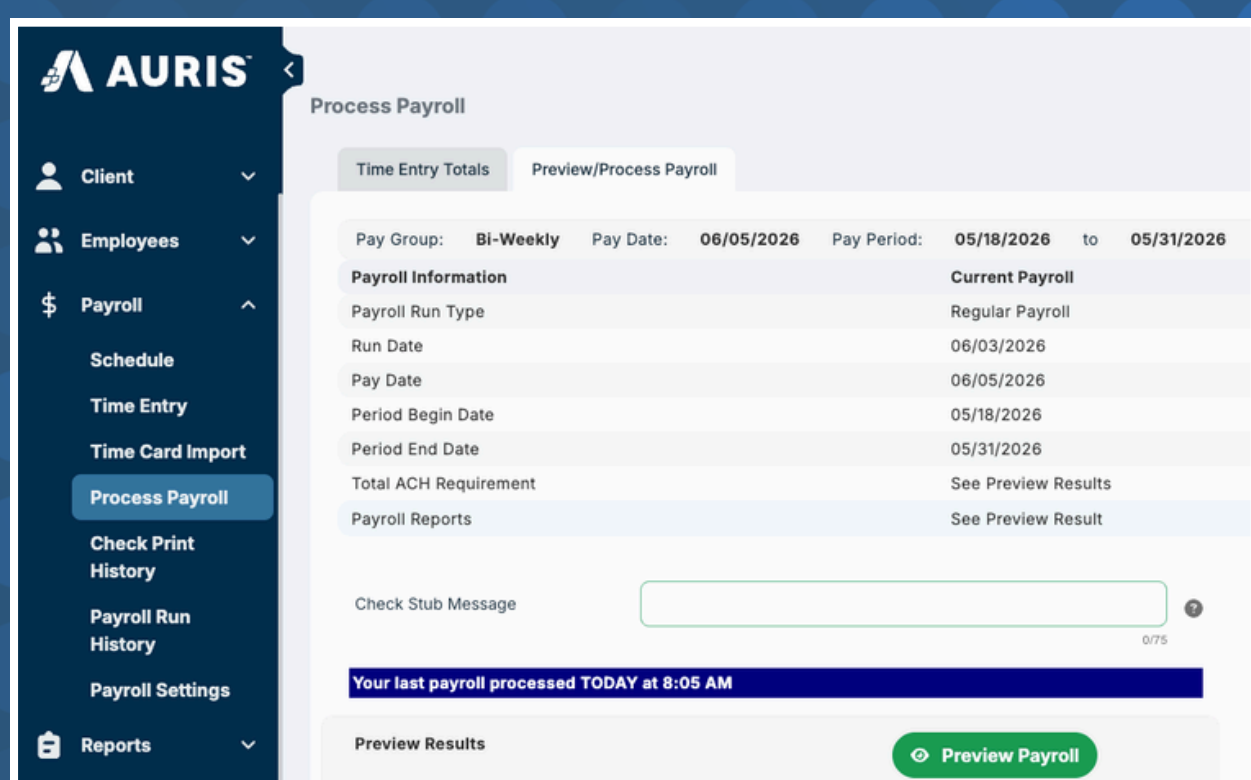 AURIS™
Client
Employees
Payroll
Schedule
Time Entry
Time Card Import
Process Payroll
Check Print
History
Payroll Run
History
Payroll Settings
Reports
Process Payroll
Time Entry Totals Preview/Process Payroll
Pay Group: Bi-Weekly Pay Date: 06/05/2026 Pay Period: 05/18/2026 to 05/31/2026
Payroll Information Current Payroll
Payroll Run Type Regular Payroll
Run Date 06/03/2026
Pay Date 06/05/2026
Period Begin Date 05/18/2026
Period End Date 05/31/2026
Total ACH Requirement See Preview Results
Payroll Reports See Preview Result
Check Stub Message
0/75
Your last payroll processed TODAY at 8:05 AM
Preview Results Preview Payroll